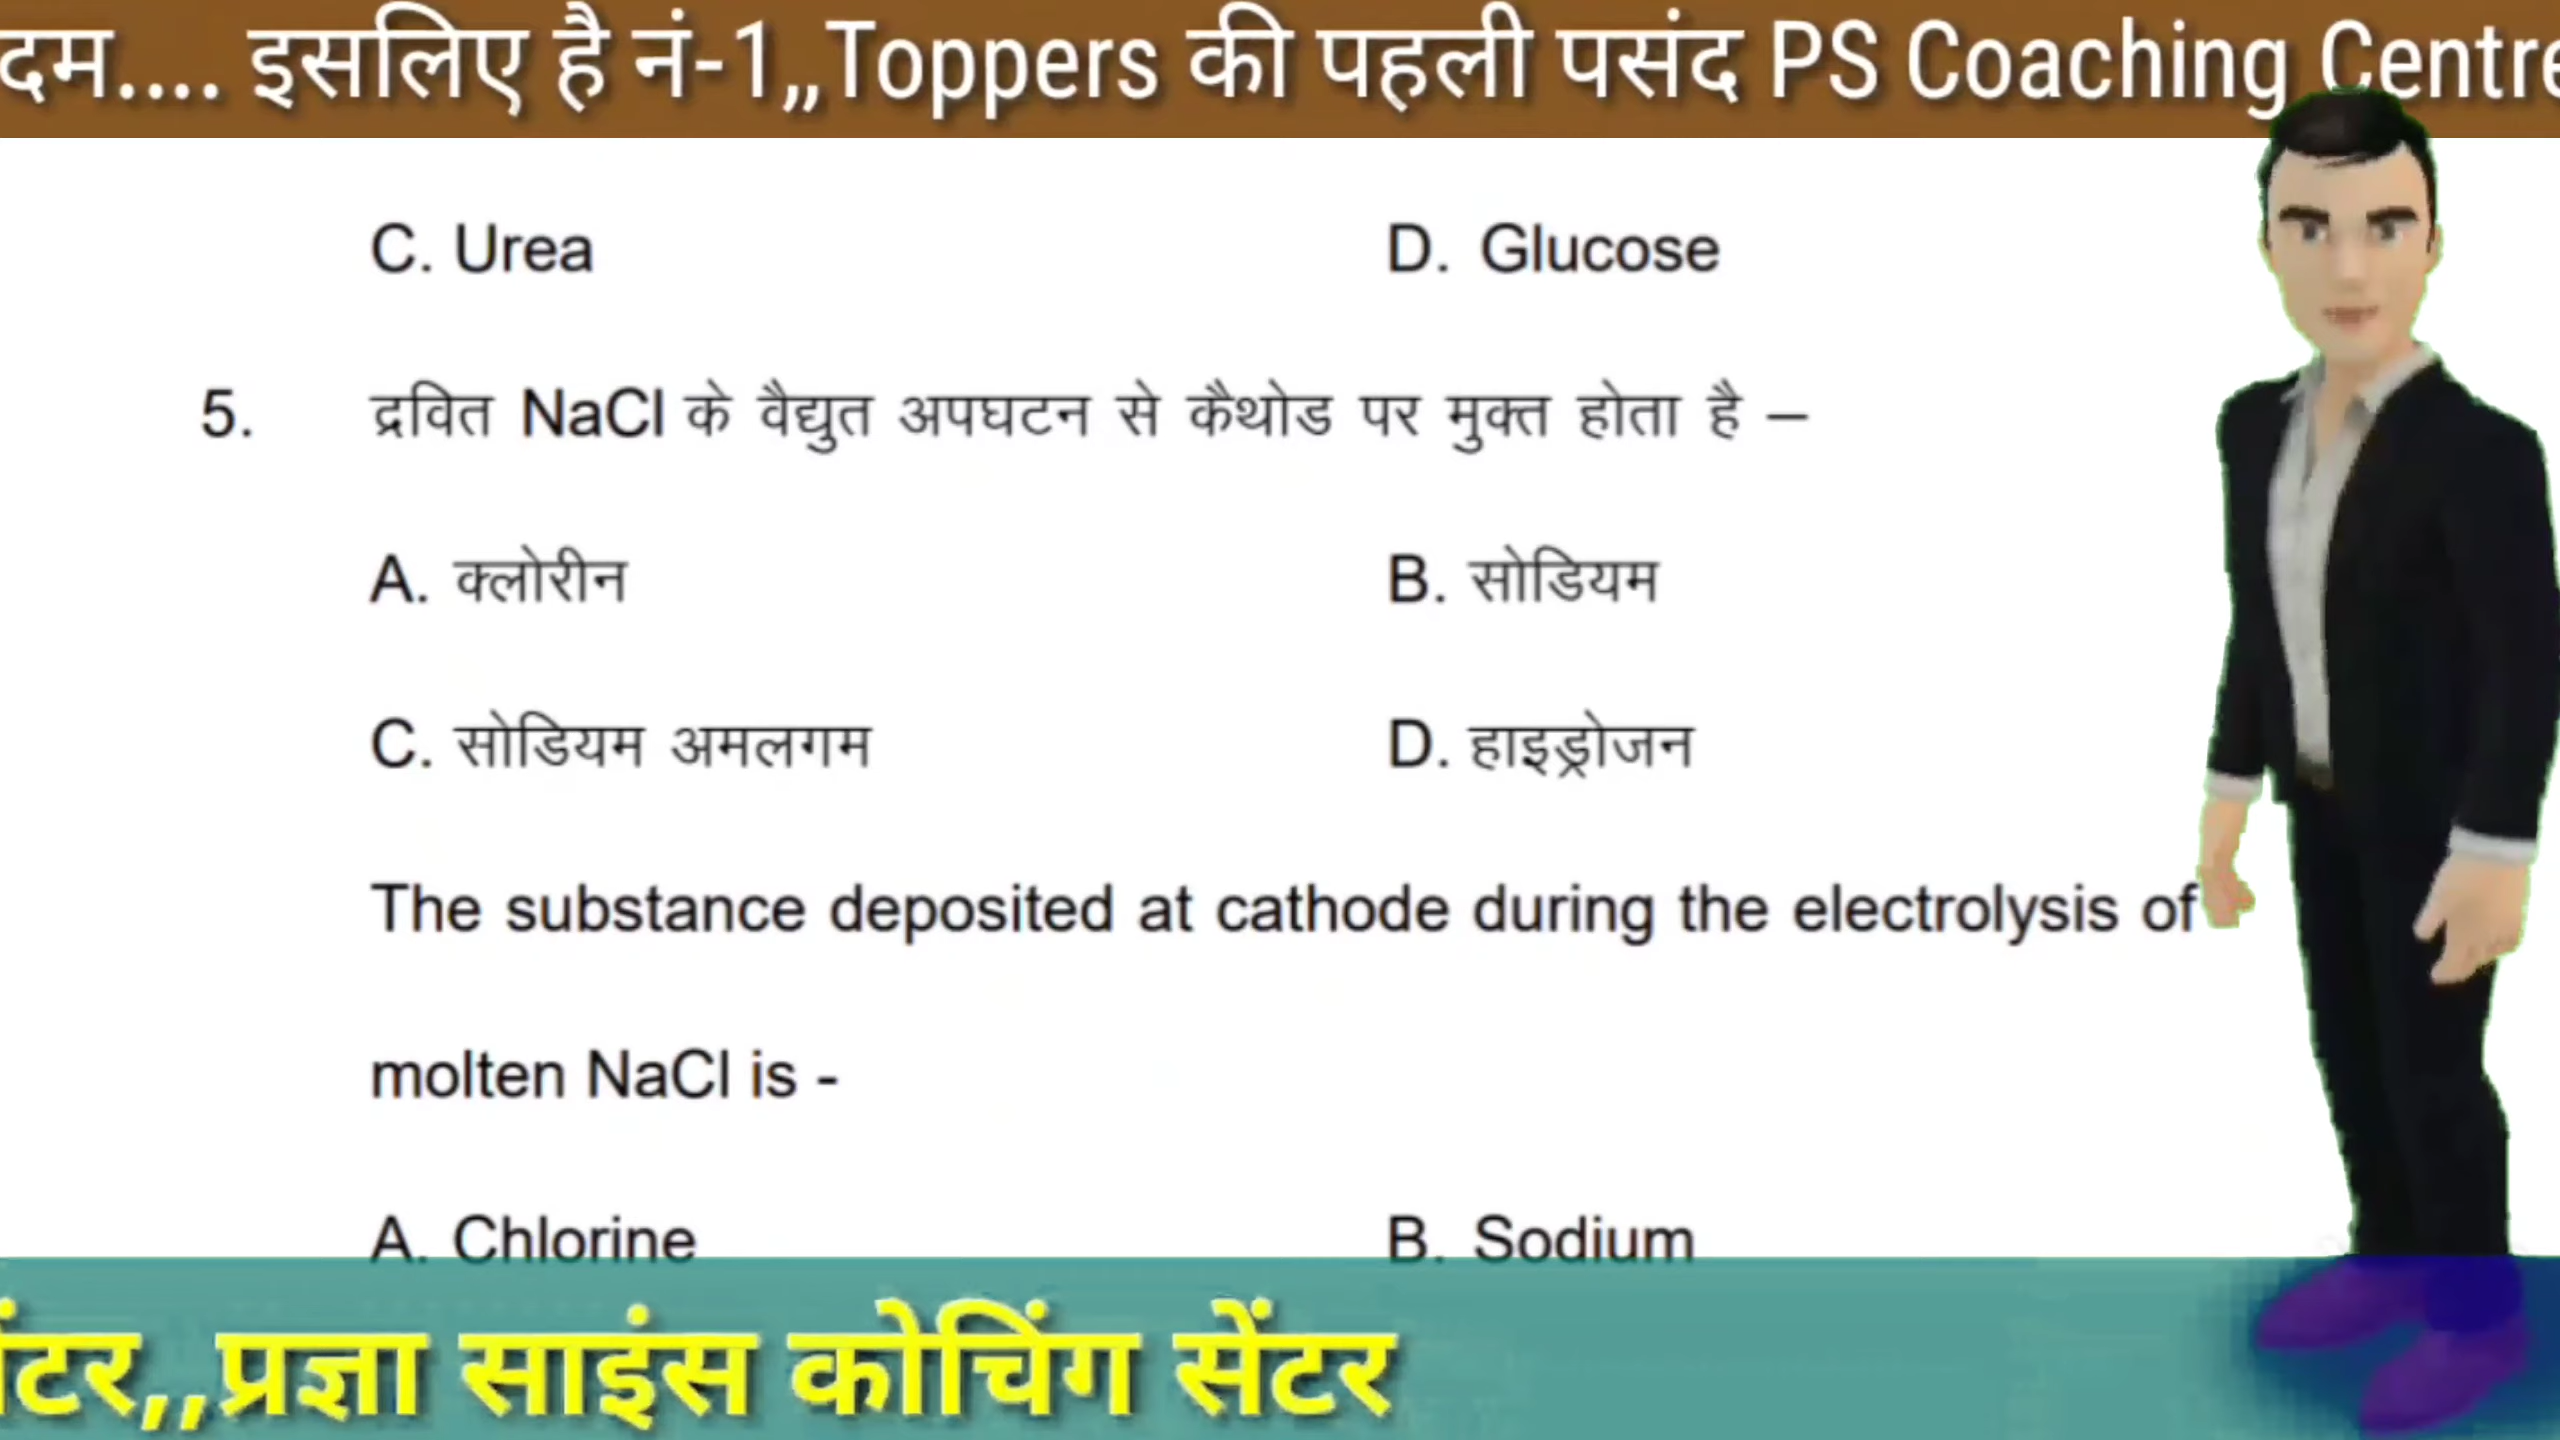 दम.... इसलिए है नं-1,,Toppers की पहली पसंद PS Coaching Centre
C. Urea D. Glucose
5. द्रवित NaCl के वैद्युत अपघटन से कैथोड पर मुक्त होता है –
A. क्लोरीन B. सोडियम
C. सोडियम अमलगम D. हाइड्रोजन
The substance deposited at cathode during the electrolysis of
molten NaCl is -
A. Chlorine B. Sodium
प्रज्ञा साइंस कोचिंग सेंटर